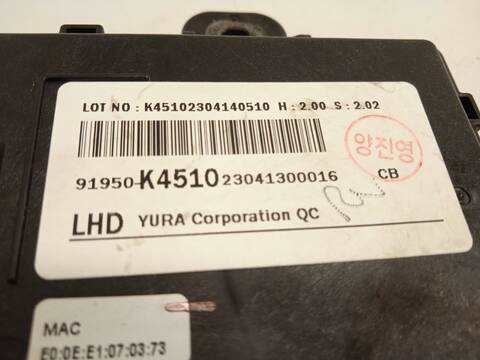 LOT NO : K45102304140510 H : 2.00 S : 2.02
양진영
91950-K4510 23041300016 CB
LHD YURA Corporation QC
MAC
E0:0E:E1:07:03:73